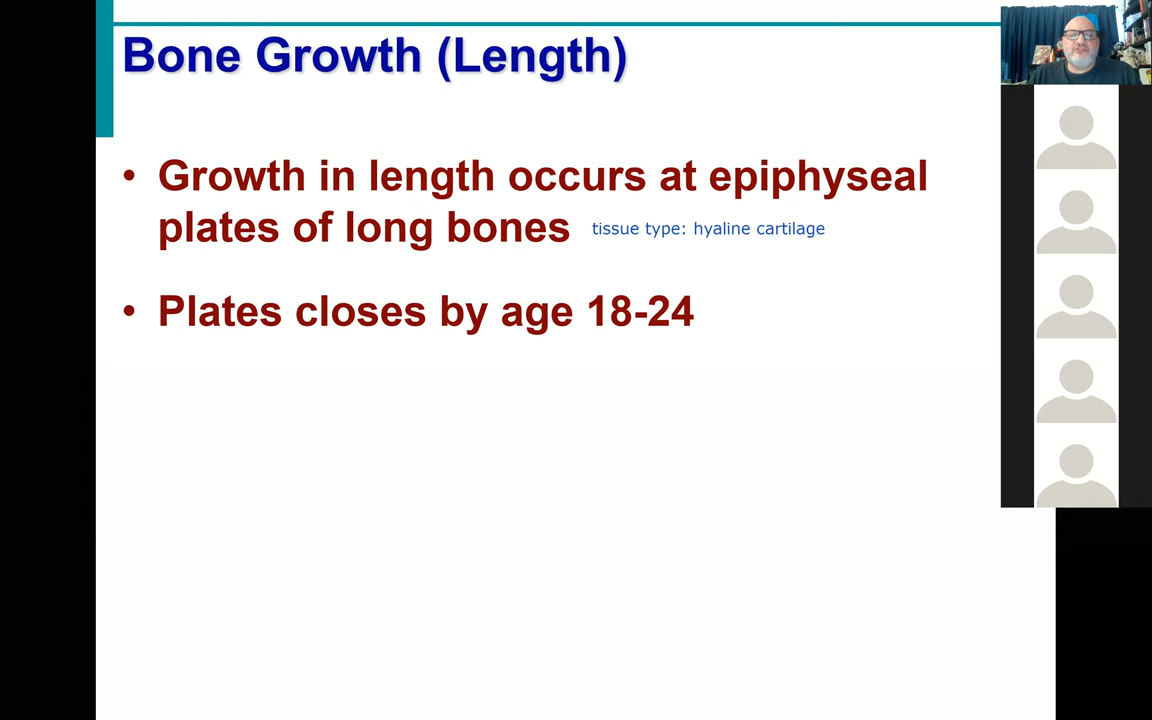 Bone Growth (Length)
• Growth in length occurs at epiphyseal
plates of long bones tissue type: hyaline cartilage
• Plates closes by age 18-24